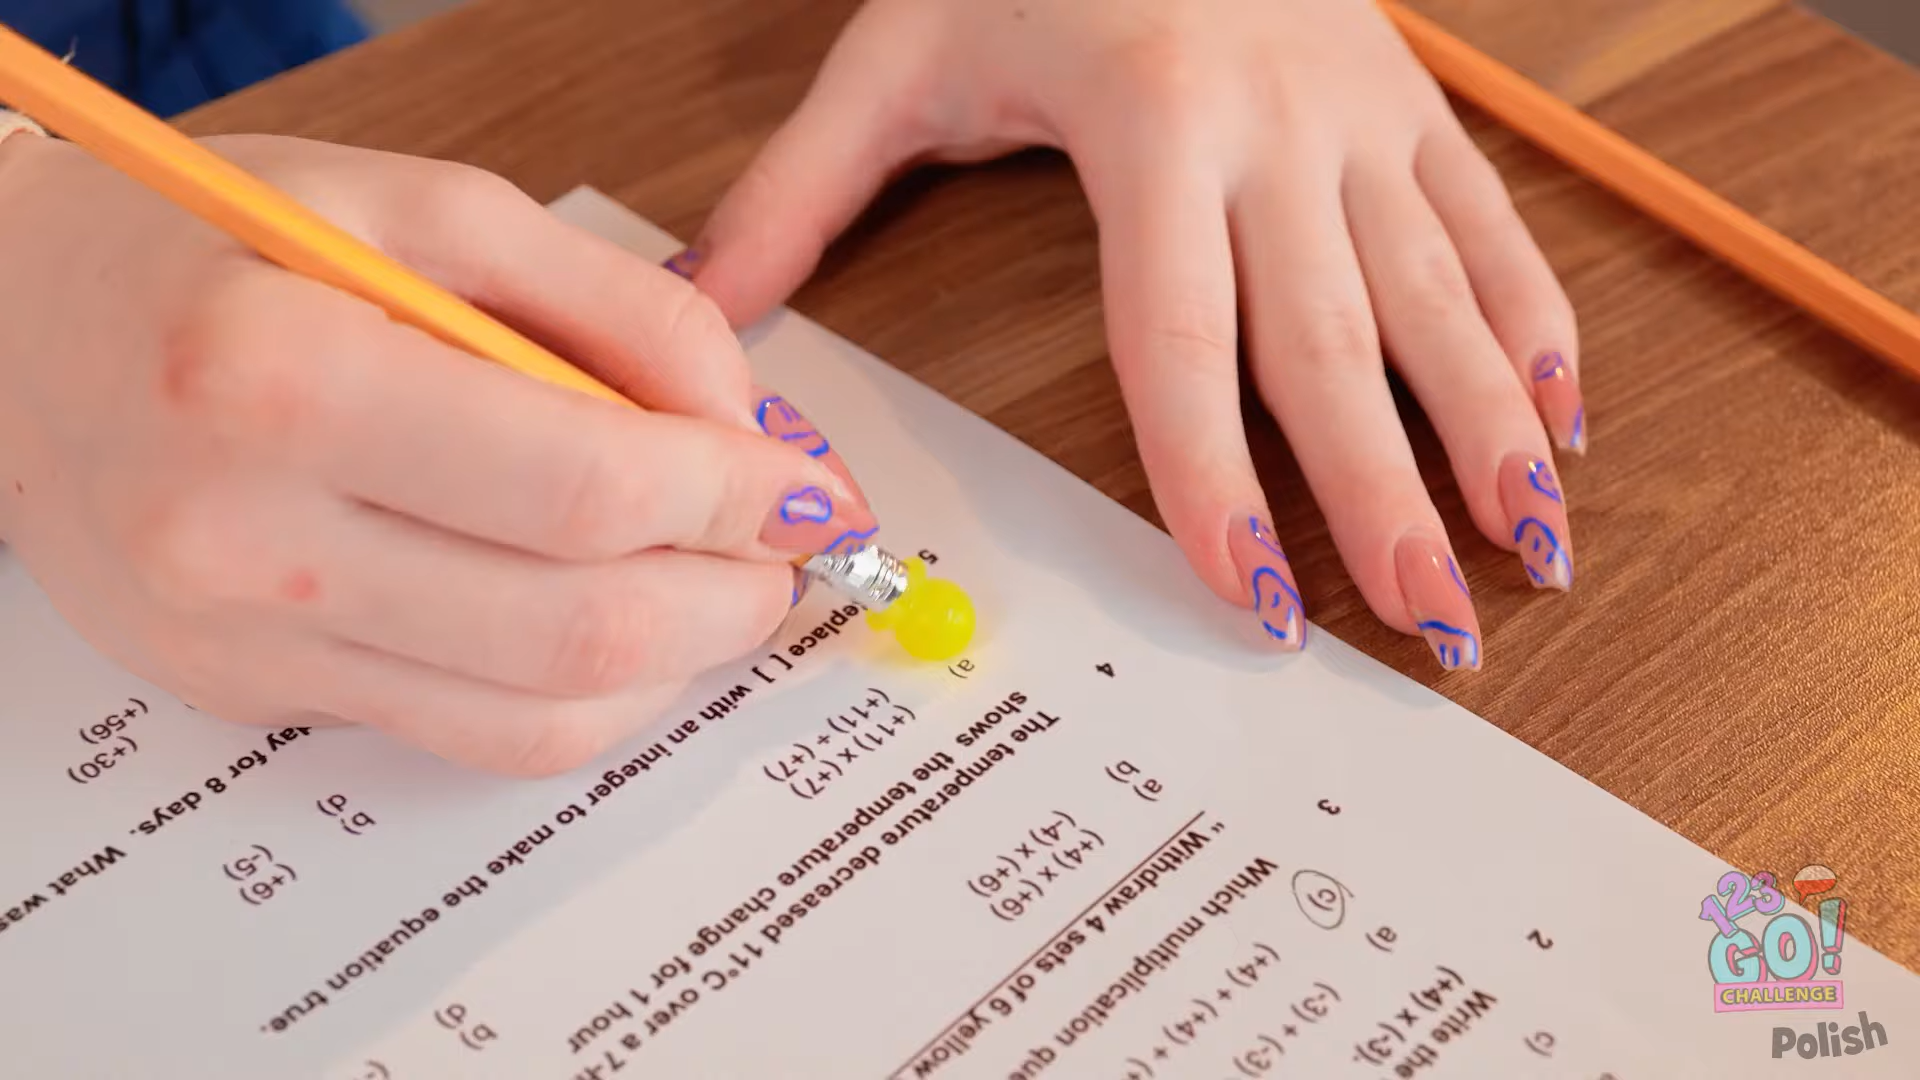 2
Write the
(+4) x (-3).
a)
c)
(+4) + (+4) + (
(-3) + (-3)
3
Which multiplication que
"Withdraw 4 sets of 6 yellow
a)
(+4) x (+6)
b)
(-4) x (+6)
4
The temperature decreased 11°C over a 7-h
shows the temperature change for 1 hour
a)
(+11) x (+7)
(+11) ÷ (+7)
b)
d)
5
eplace [ ] with an integer to make the equation true.
(+6)
b)
(-5)
d)
day for 8 days. What was
(+30)
(+56)
123
GO!
CHALLENGE
Polish